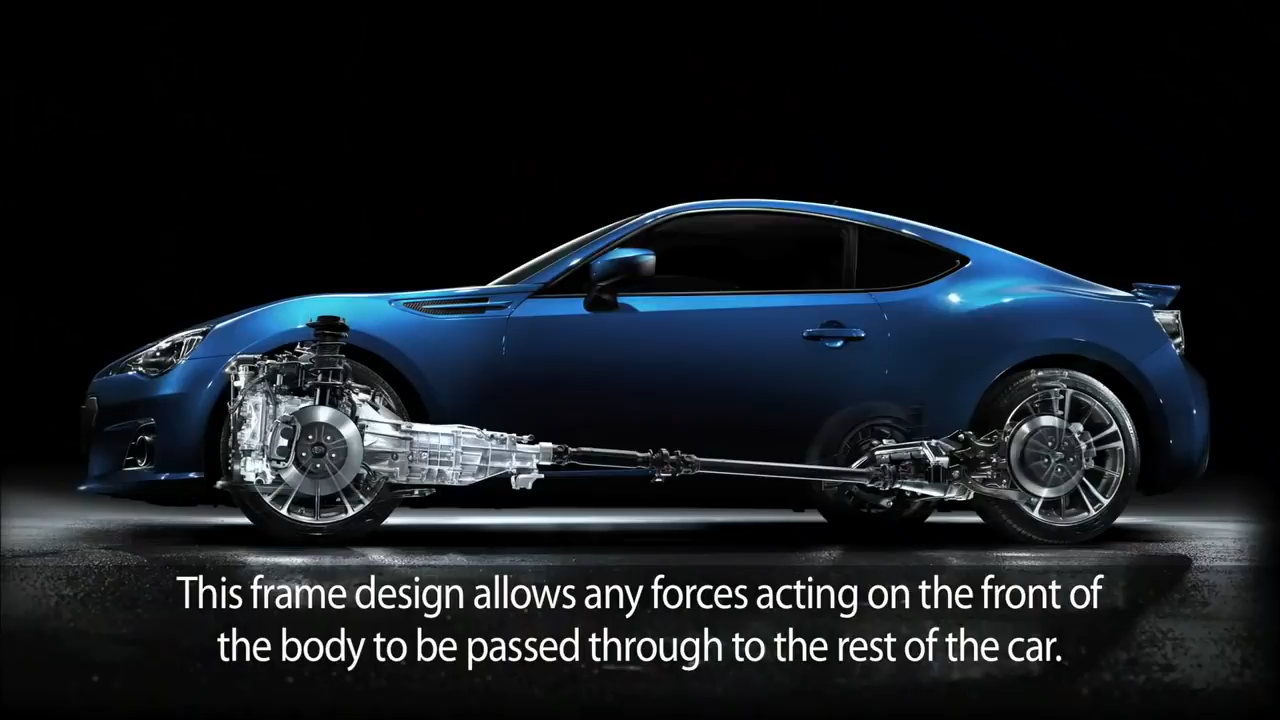 This frame design allows any forces acting on the front of
the body to be passed through to the rest of the car.